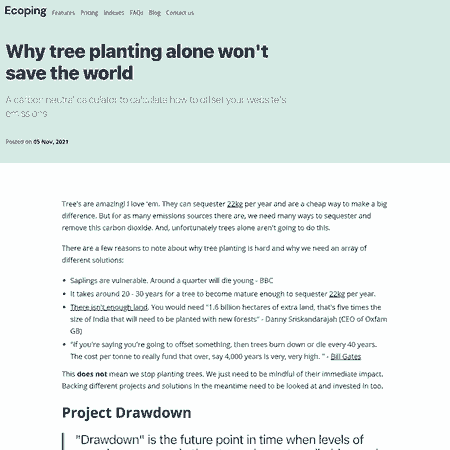 Ecoping Features Pricing Indexes FAQs Blog Contact us
Why tree planting alone won't
save the world
A carbon neutral calculator to calculate how to offset your website's
emissions
Posted on 05 Nov, 2021
Tree's are amazing! I love 'em. They can sequester 22kg per year and are a cheap way to make a big
difference. But for as many emissions sources there are, we need many ways to sequester and
remove this carbon dioxide. And, unfortunately trees alone aren't going to do this.
There are a few reasons to note about why tree planting is hard and why we need an array of
different solutions:
• Saplings are vulnerable. Around a quarter will die young - BBC
• It takes around 20 - 30 years for a tree to become mature enough to sequester 22kg per year.
• There isn't enough land. You would need "1.6 billion hectares of extra land, that's five times the
size of India that will need to be planted with new forests" - Danny Sriskandarajah (CEO of Oxfam
GB)
• "if you're saying you're going to offset something, then trees burn down or die every 40 years.
The cost per tonne to really fund that over, say 4,000 years is very, very high. " - Bill Gates
This does not mean we stop planting trees. We just need to be mindful of their immediate impact.
Backing different projects and solutions in the meantime need to be looked at and invested in too.
Project Drawdown
"Drawdown" is the future point in time when levels of